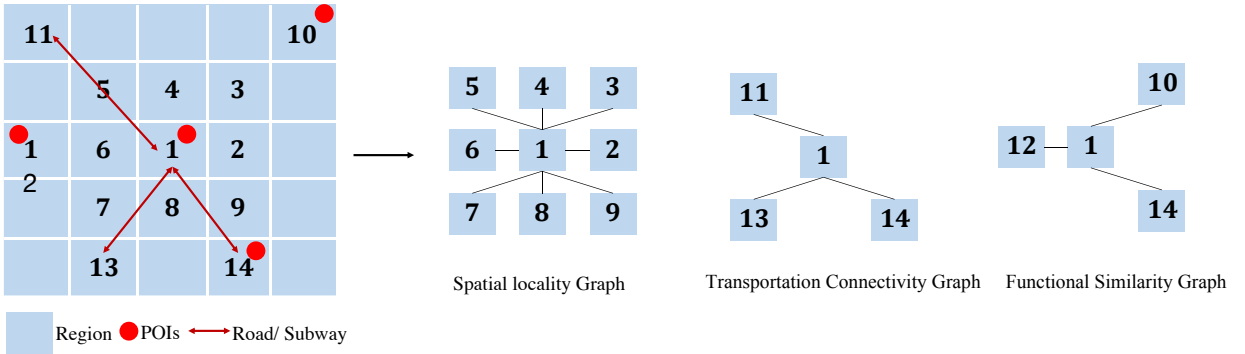 11 10
5 4 3
1 6 1 2
2
7 8 9
13 14
5 4 3
6 1 2
7 8 9
Spatial locality Graph
11
1
13 14
Transportation Connectivity Graph
10
12 1
14
Functional Similarity Graph
Region POIs Road/ Subway